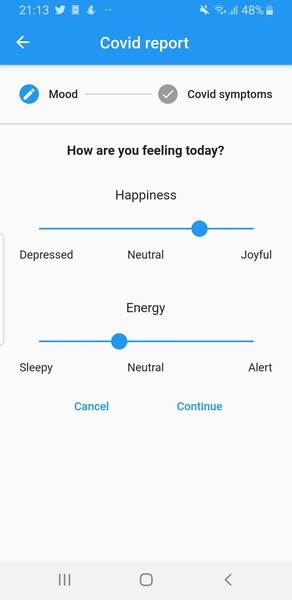 21:13 48%
Covid report
Mood Covid symptoms
How are you feeling today?
Happiness
Depressed Neutral Joyful
Energy
Sleepy Neutral Alert
Cancel Continue